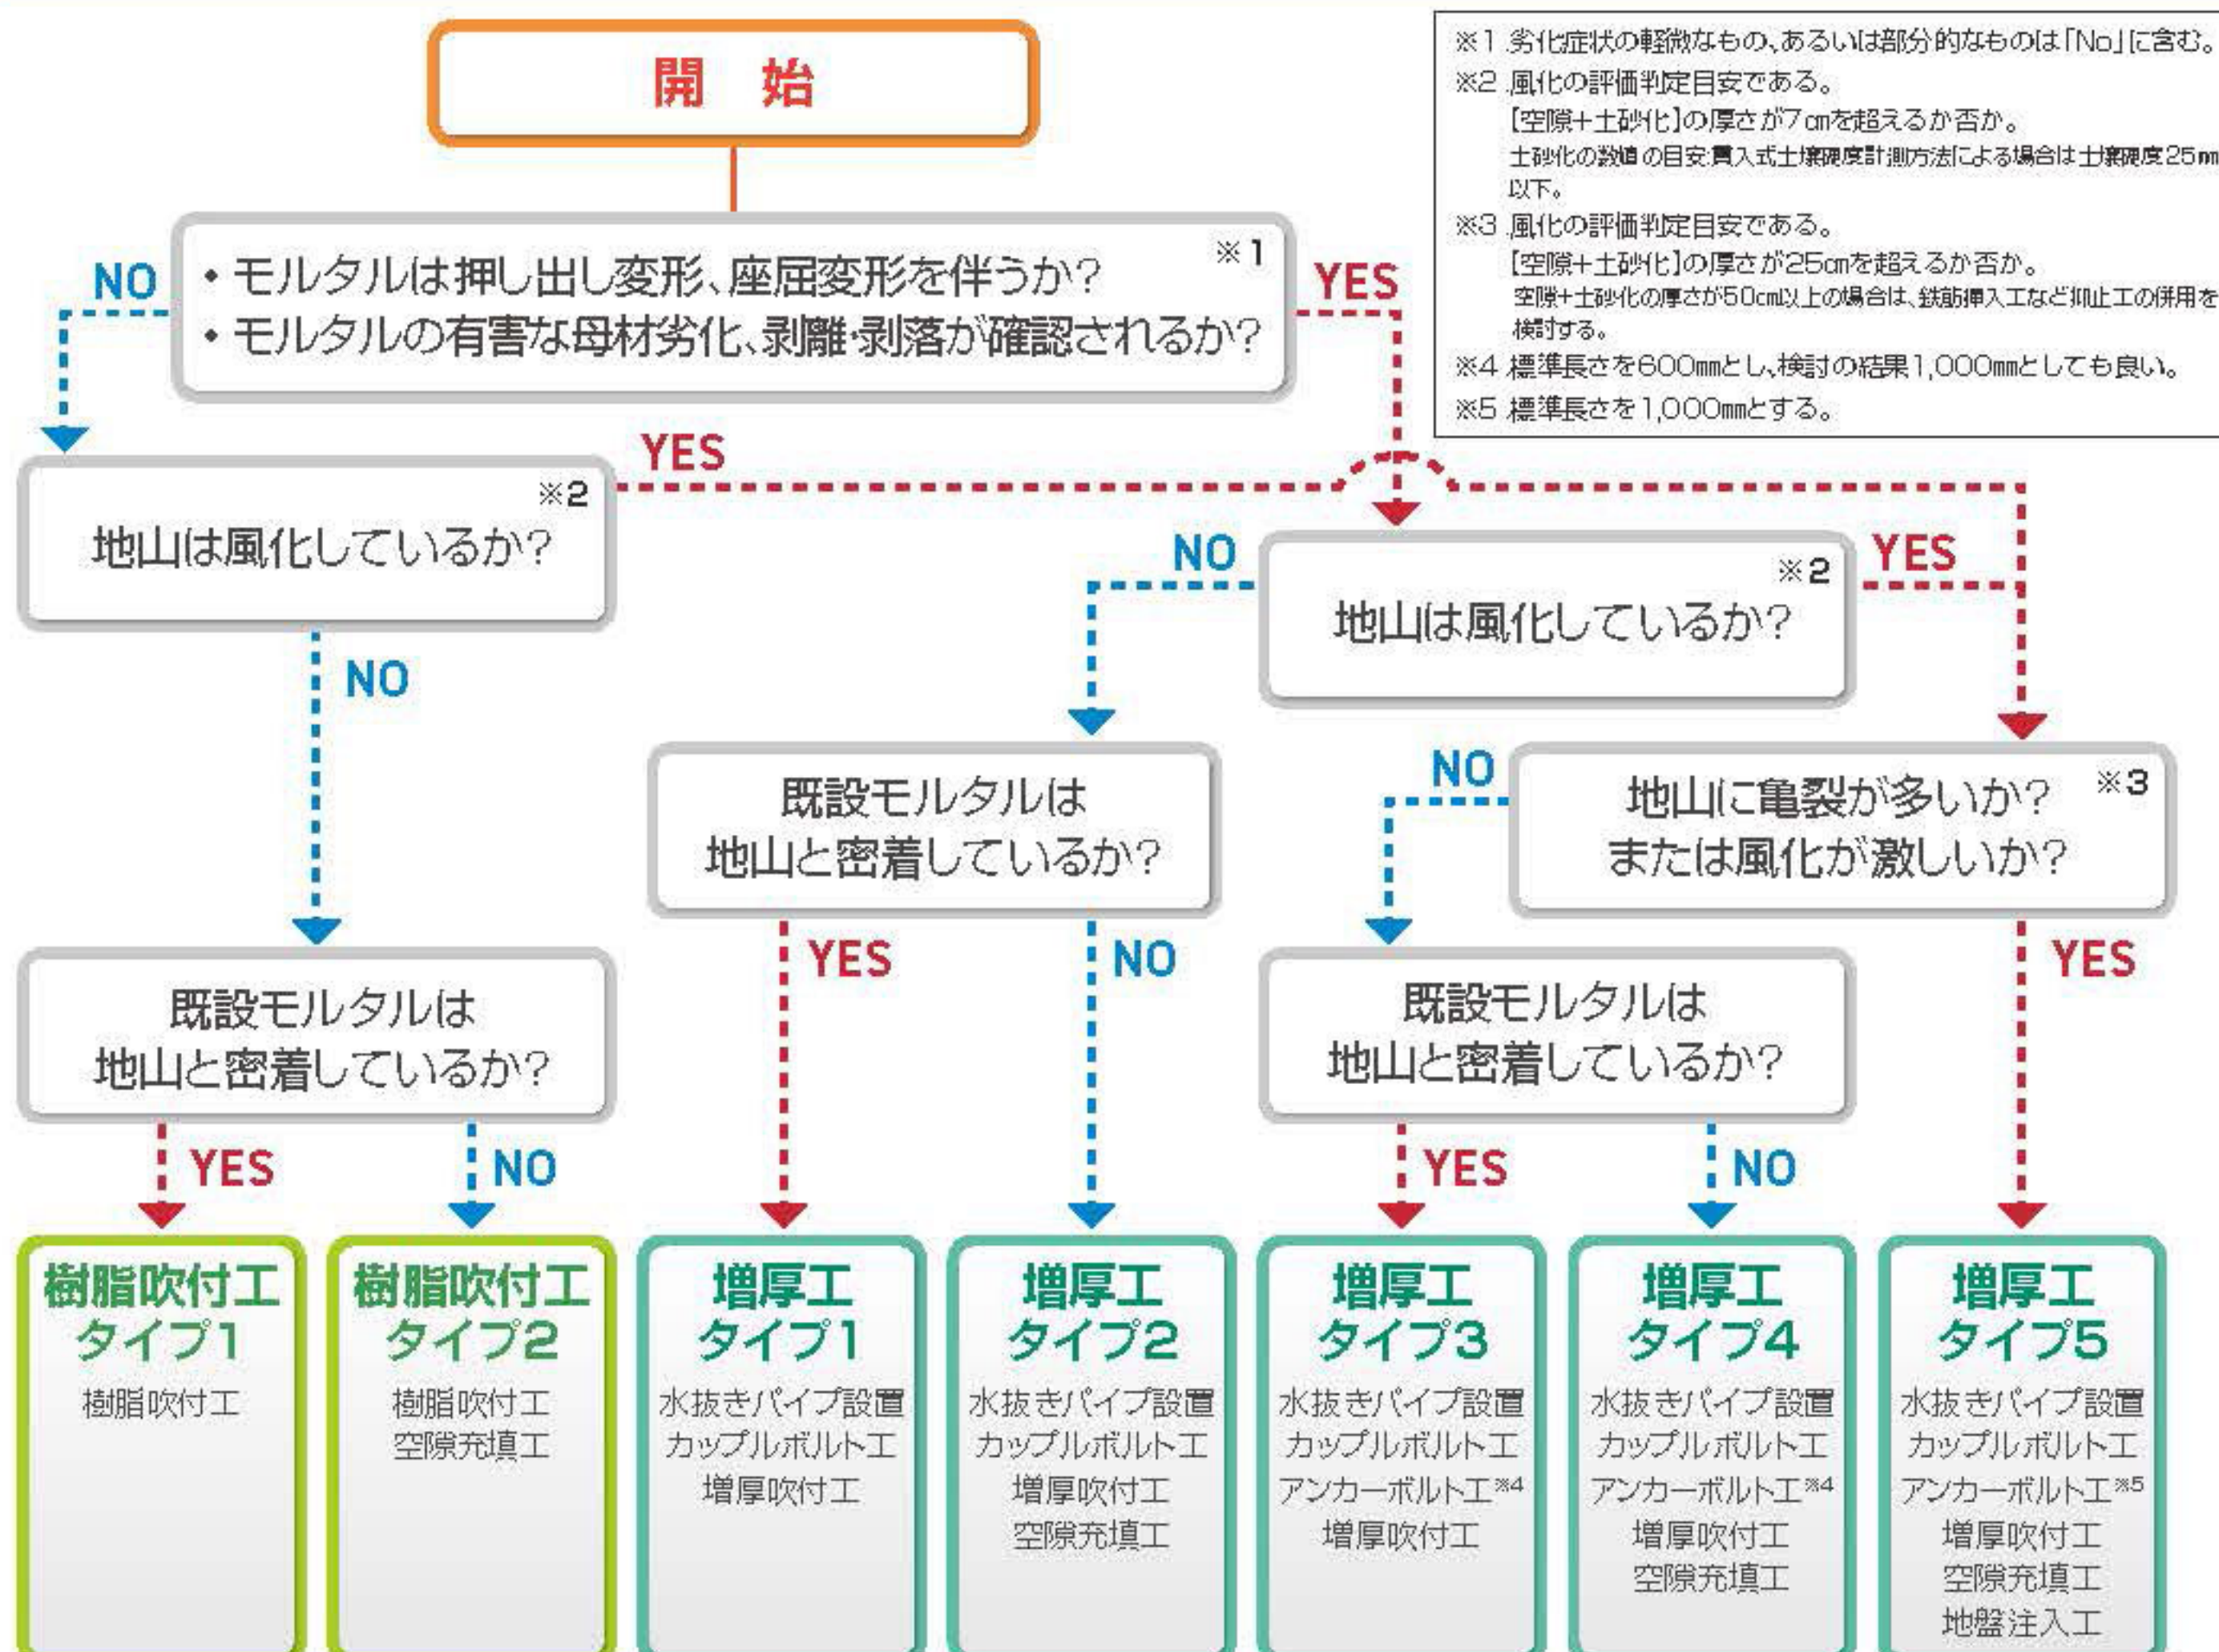 開 始
※1 劣化症状の軽微なもの、あるいは部分的なものは「No」に含む。
※2 風化の評価判定目安である。
【空隙+土砂化】の厚さが7㎝を超えるか否か。
土砂化の数値の目安:貫入式土壌硬度計測方法による場合は土壌硬度25㎜
以下。
※3 風化の評価判定目安である。
【空隙+土砂化】の厚さが25㎝を超えるか否か。
空隙+土砂化の厚さが50㎝以上の場合は、鉄筋挿入工など抑止工の併用を
検討する。
※4 標準長さを600㎜とし、検討の結果1,000㎜としても良い。
※5 標準長さを1,000㎜とする。
・モルタルは押し出し変形、座屈変形を伴うか? ※1
・モルタルの有害な母材劣化、剥離・剥落が確認されるか?
NO
YES
地山は風化しているか? ※2
YES
NO
地山は風化しているか? ※2
NO
YES
既設モルタルは
地山と密着しているか?
YES
NO
地山に亀裂が多いか? ※3
または風化が激しいか?
NO
YES
既設モルタルは
地山と密着しているか?
YES
NO
既設モルタルは
地山と密着しているか?
YES
NO
樹脂吹付工
タイプ1
樹脂吹付工
樹脂吹付工
タイプ2
樹脂吹付工
空隙充填工
増厚工
タイプ1
水抜きパイプ設置
カップルボルト工
増厚吹付工
増厚工
タイプ2
水抜きパイプ設置
カップルボルト工
増厚吹付工
空隙充填工
増厚工
タイプ3
水抜きパイプ設置
カップルボルト工
アンカーボルト工※4
増厚吹付工
増厚工
タイプ4
水抜きパイプ設置
カップルボルト工
アンカーボルト工※4
増厚吹付工
空隙充填工
増厚工
タイプ5
水抜きパイプ設置
カップルボルト工
アンカーボルト工※5
増厚吹付工
空隙充填工
地盤注入工